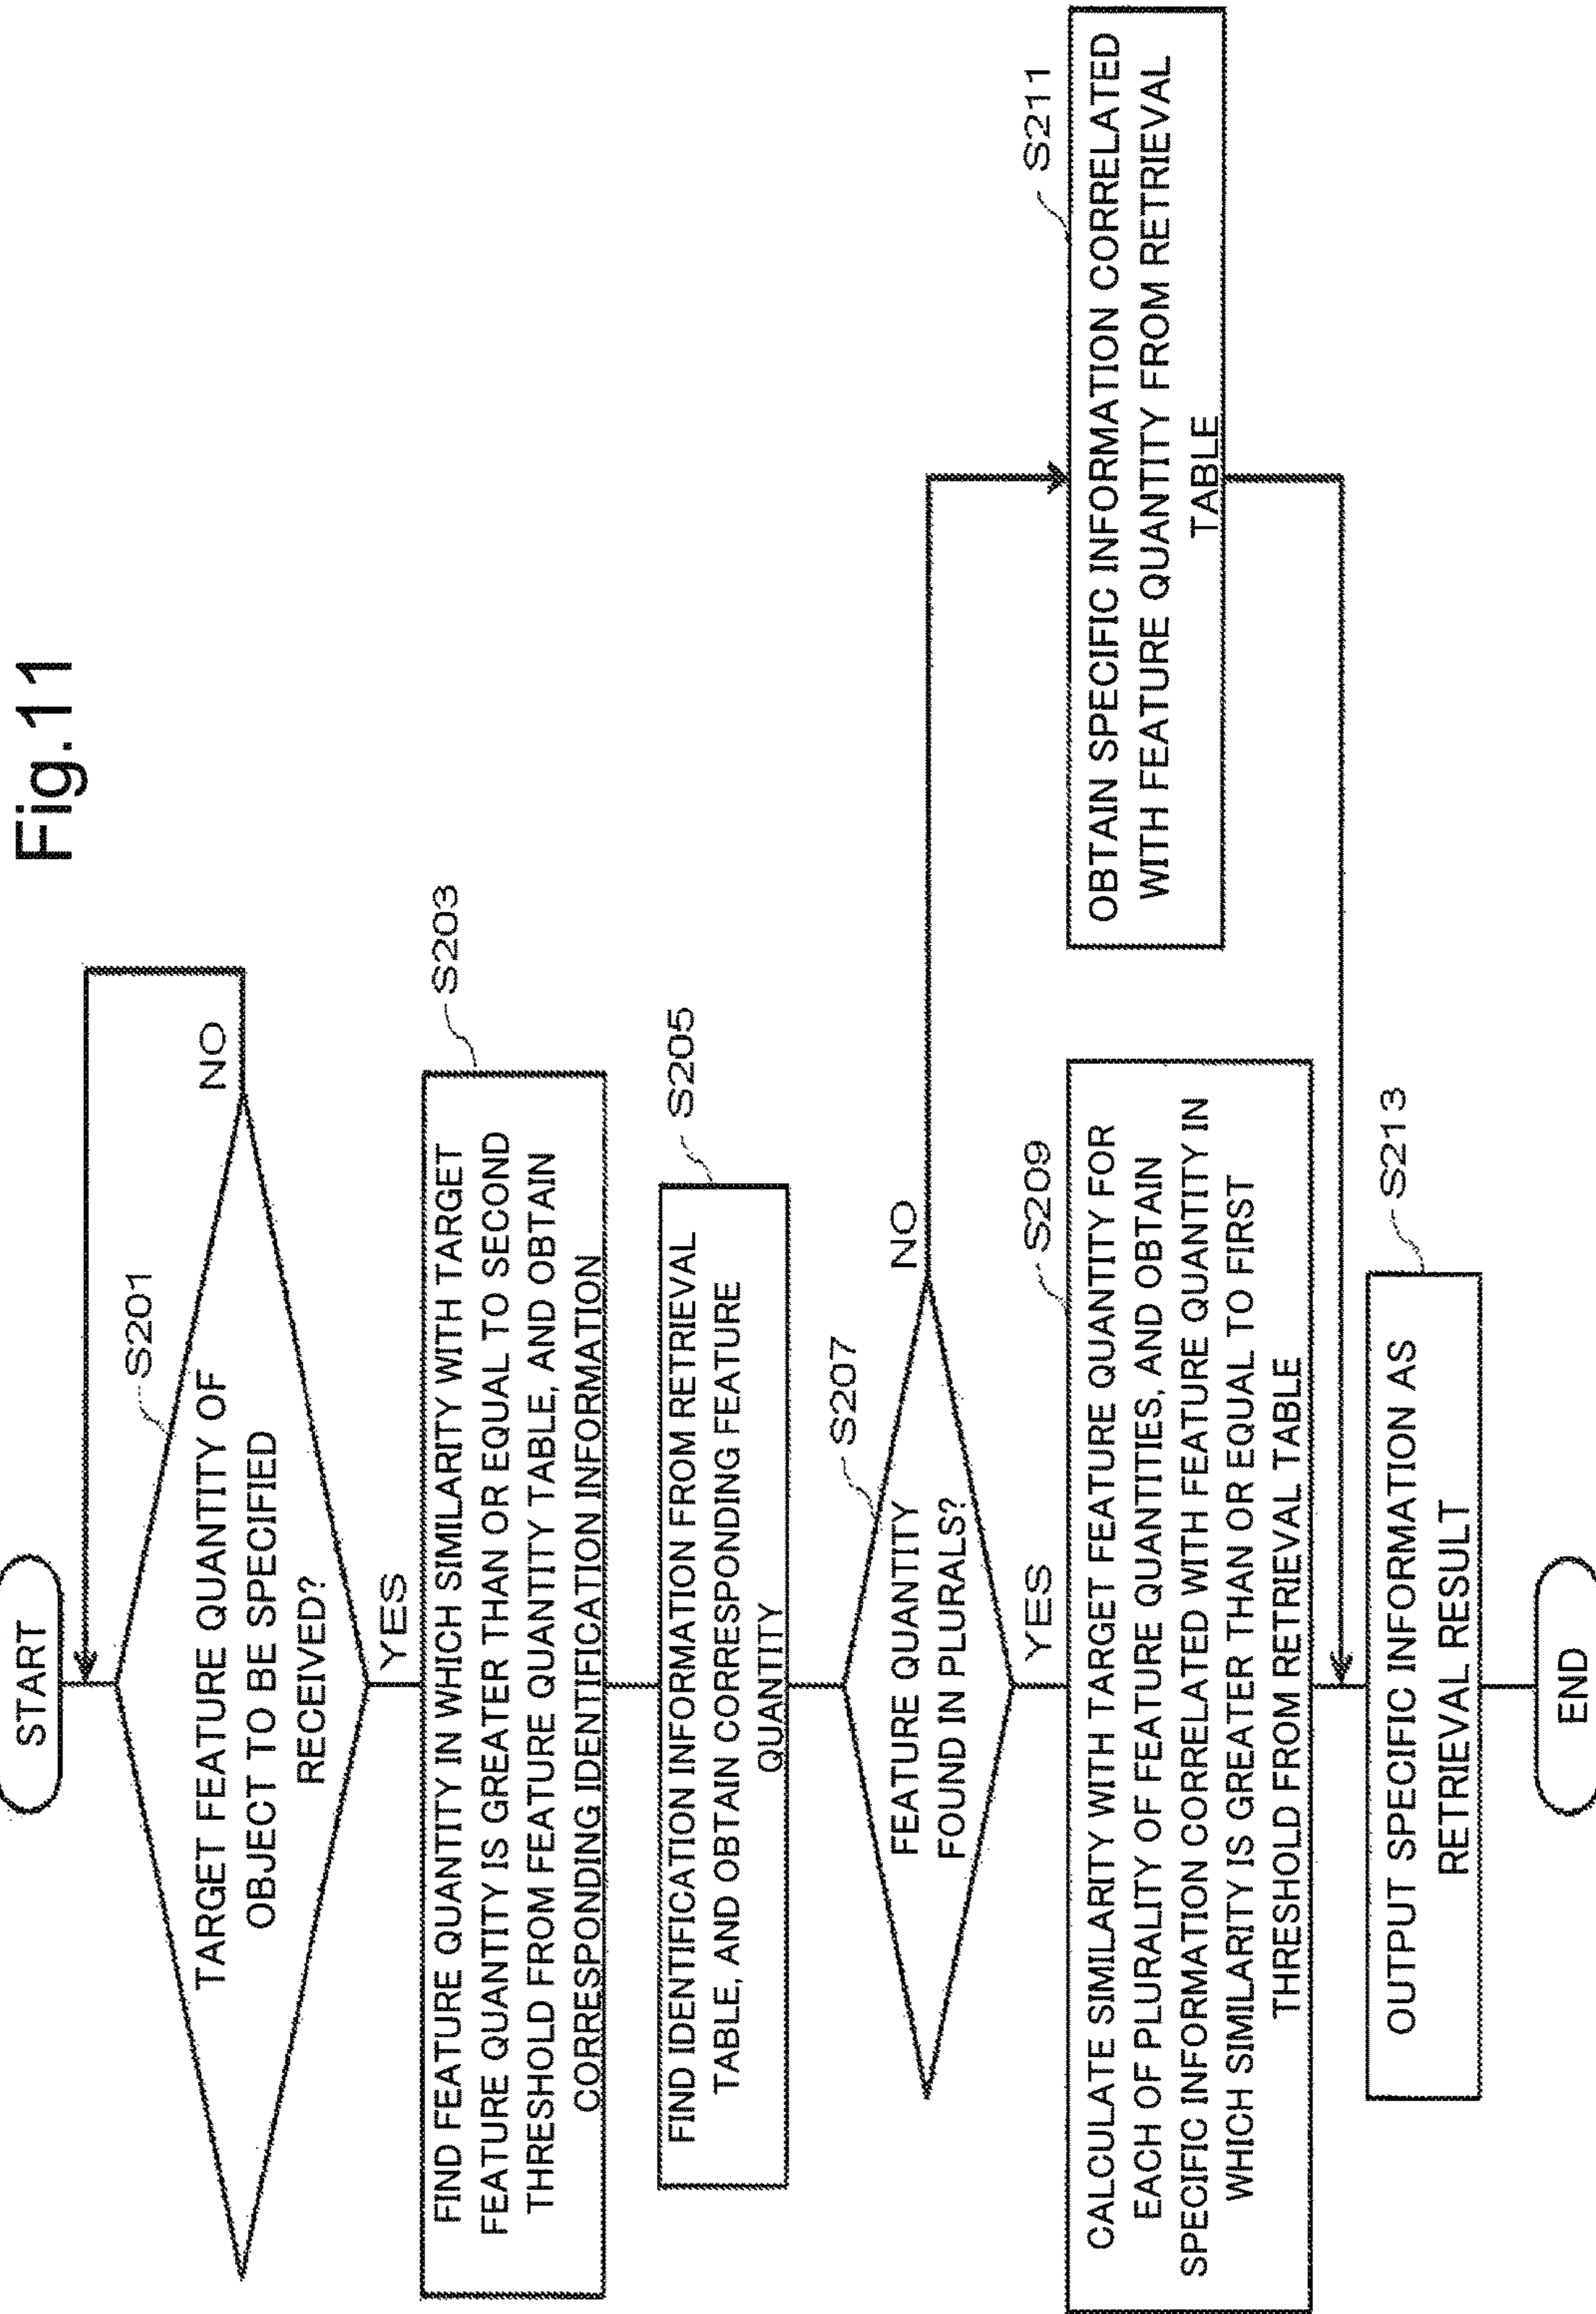 Fig.11
START
S201
TARGET FEATURE QUANTITY OF
OBJECT TO BE SPECIFIED
RECEIVED?
NO
YES
S203
FIND FEATURE QUANTITY IN WHICH SIMILARITY WITH TARGET
FEATURE QUANTITY IS GREATER THAN OR EQUAL TO SECOND
THRESHOLD FROM FEATURE QUANTITY TABLE, AND OBTAIN
CORRESPONDING IDENTIFICATION INFORMATION
S205
FIND IDENTIFICATION INFORMATION FROM RETRIEVAL
TABLE, AND OBTAIN CORRESPONDING FEATURE
QUANTITY
S207
FEATURE QUANTITY
FOUND IN PLURALS?
NO
YES
S209
CALCULATE SIMILARITY WITH TARGET FEATURE QUANTITY FOR
EACH OF PLURALITY OF FEATURE QUANTITIES, AND OBTAIN
SPECIFIC INFORMATION CORRELATED WITH FEATURE QUANTITY IN
WHICH SIMILARITY IS GREATER THAN OR EQUAL TO FIRST
THRESHOLD FROM RETRIEVAL TABLE
S211
OBTAIN SPECIFIC INFORMATION CORRELATED
WITH FEATURE QUANTITY FROM RETRIEVAL
TABLE
S213
OUTPUT SPECIFIC INFORMATION AS
RETRIEVAL RESULT
END